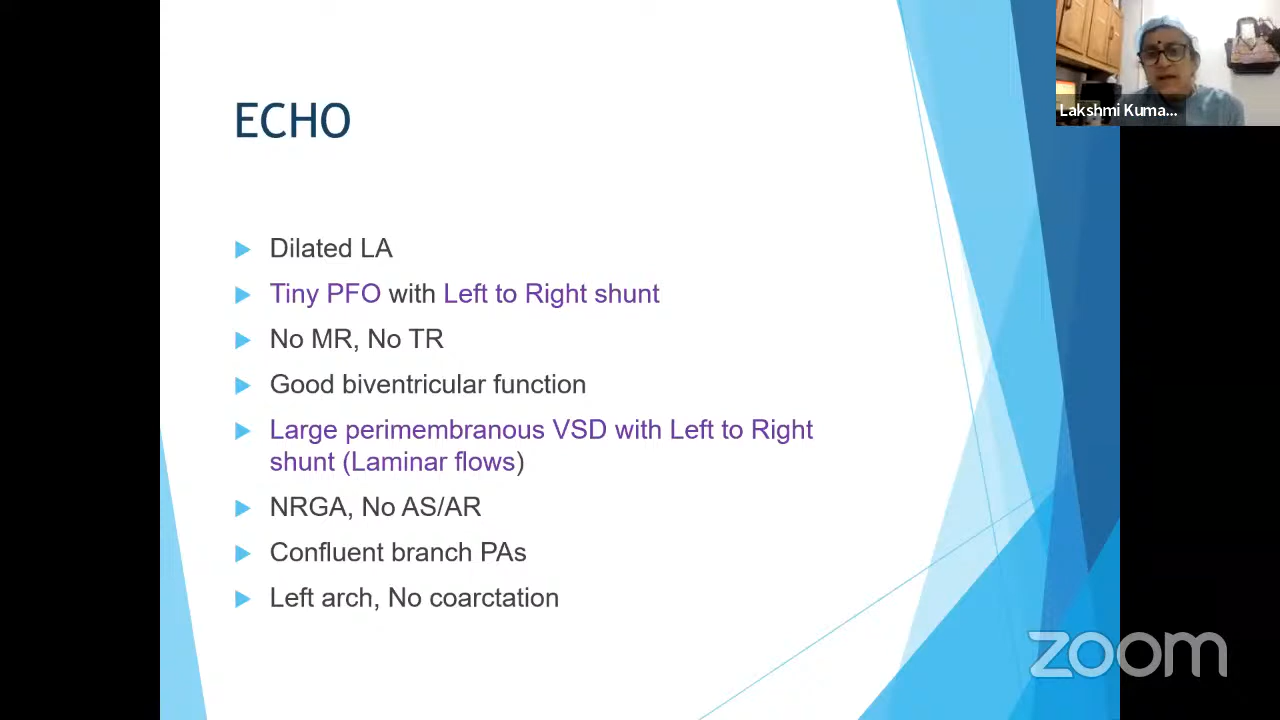 Lakshmi Kuma...
ECHO
Dilated LA
Tiny PFO with Left to Right shunt
No MR, No TR
Good biventricular function
Large perimembranous VSD with Left to Right
shunt (Laminar flows)
NRGA, No AS/AR
Confluent branch PAs
Left arch, No coarctation
zoom